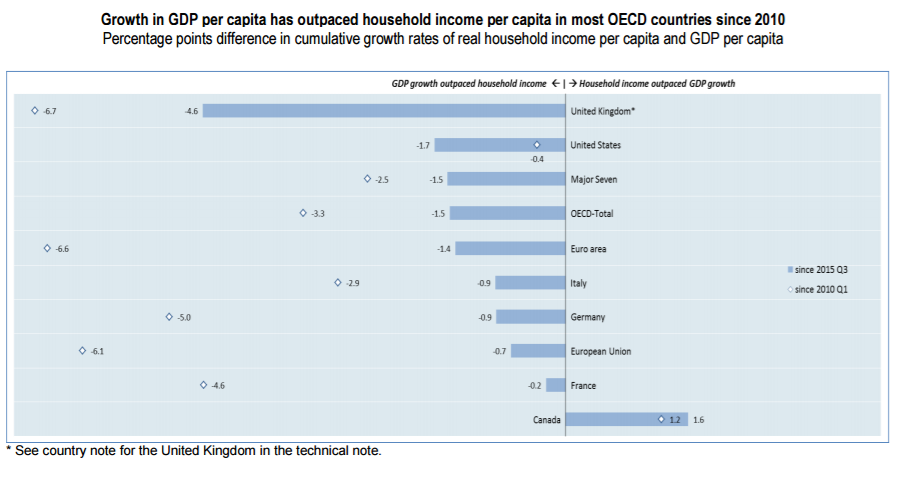 Growth in GDP per capita has outpaced household income per capita in most OECD countries since 2010
Percentage points difference in cumulative growth rates of real household income per capita and GDP per capita
GDP growth outpaced household income ← | → Household income outpaced GDP growth
-6.7 -4.6 United Kingdom*
-1.7 United States
-0.4
-2.5 -1.5 Major Seven
-3.3 -1.5 OECD-Total
-6.6 -1.4 Euro area
since 2015 Q3
-2.9 -0.9 Italy
since 2010 Q1
-5.0 -0.9 Germany
-6.1 -0.7 European Union
-4.6 -0.2 France
Canada 1.2 1.6
* See country note for the United Kingdom in the technical note.